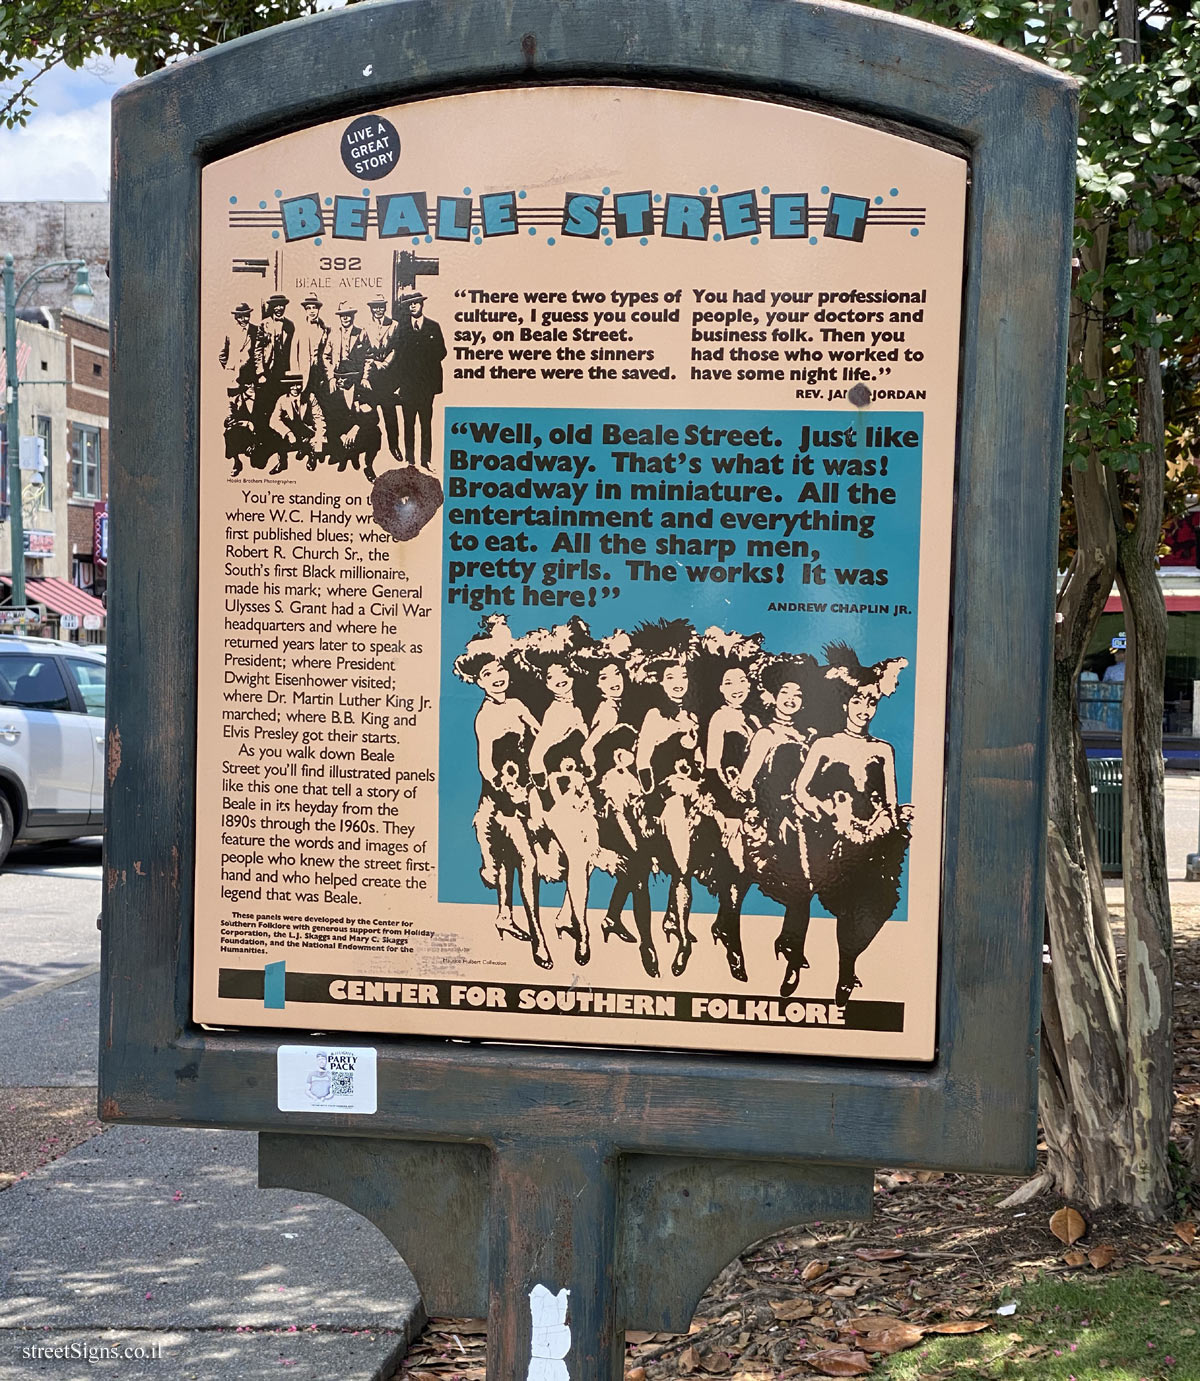 LIVE A
GREAT
STORY
BEALE STREET
392
BEALE AVENUE
“There were two types of
culture, I guess you could
say, on Beale Street.
There were the sinners
and there were the saved.
You had your professional
people, your doctors and
business folk. Then you
had those who worked to
have some night life.”
REV. JORDAN
“Well, old Beale Street. Just like
Broadway. That’s what it was!
Broadway in miniature. All the
entertainment and everything
to eat. All the sharp men,
pretty girls. The works! It was
right here!”
ANDREW CHAPLIN JR.
Hooks Brothers Photographers
You’re standing on
where W.C. Handy
first published blues; where
Robert R. Church Sr., the
South’s first Black millionaire,
made his mark; where General
Ulysses S. Grant had a Civil War
headquarters and where he
returned years later to speak as
President; where President
Dwight Eisenhower visited;
where Dr. Martin Luther King Jr.
marched; where B.B. King and
Elvis Presley got their starts.
As you walk down Beale
Street you’ll find illustrated panels
like this one that tell a story of
Beale in its heyday from the
1890s through the 1960s. They
feature the words and images of
people who knew the street first-
hand and who helped create the
legend that was Beale.
These panels were developed by the Center for
Southern Folklore with generous support from Holiday
Corporation, the L.J. Skaggs and Mary C. Skaggs
Foundation, and the National Endowment for the
Humanities.
Hulbert Collection
CENTER FOR SOUTHERN FOLKLORE
PARTY
PACK
streetSigns.co.il